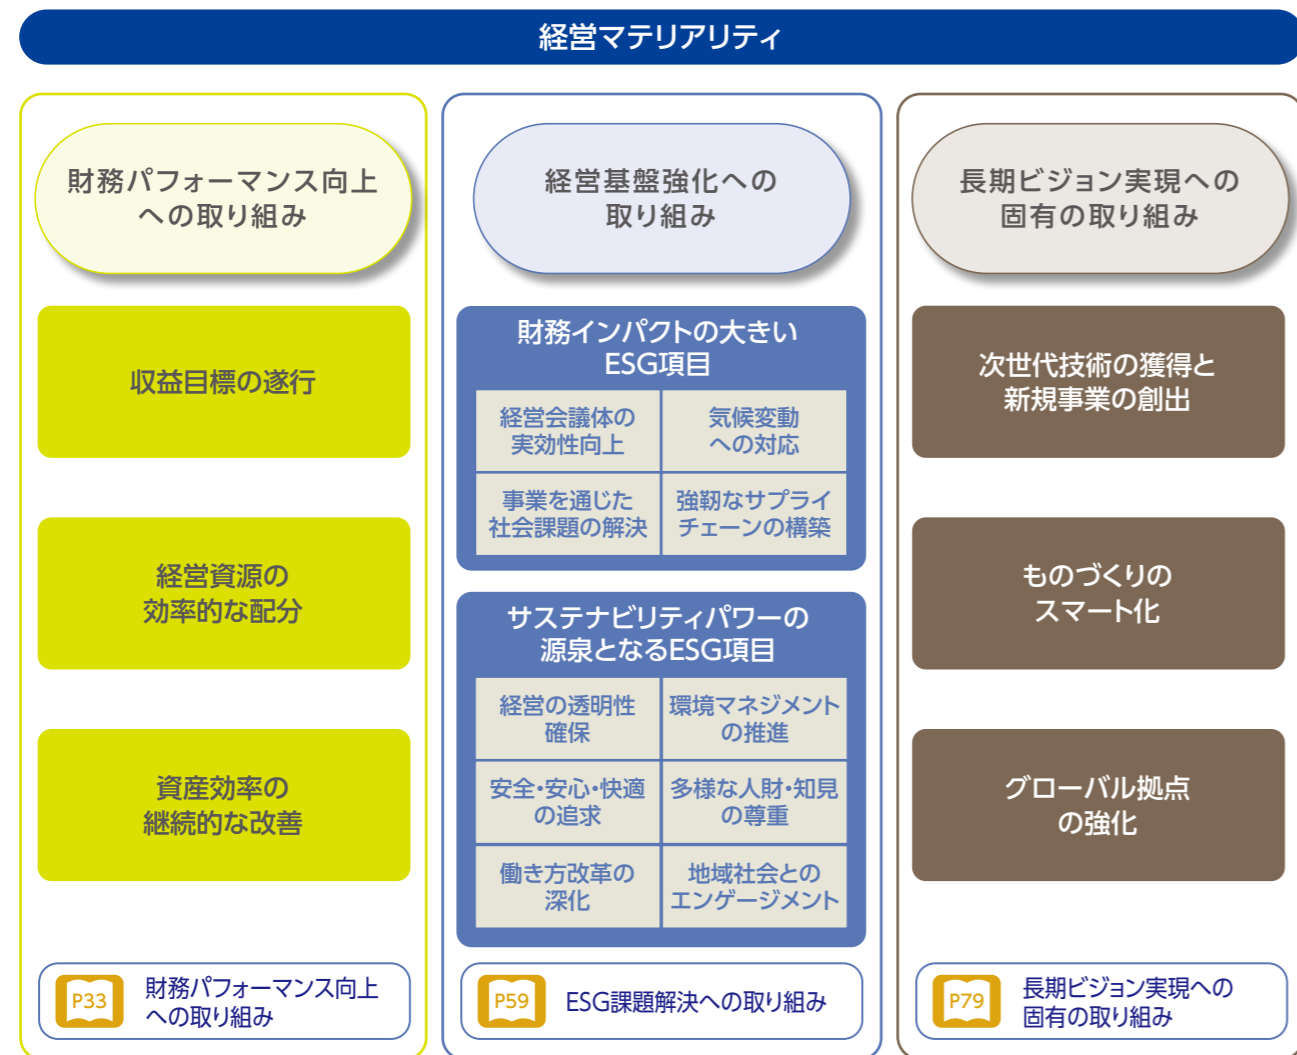 経営マテリアリティ
財務パフォーマンス向上
への取り組み
収益目標の遂行
経営資源の
効率的な配分
資産効率の
継続的な改善
P33
財務パフォーマンス向上
への取り組み
経営基盤強化への
取り組み
財務インパクトの大きい
ESG項目
経営会議体の
実効性向上
気候変動
への対応
事業を通じた
社会課題の解決
強靭なサプライ
チェーンの構築
サステナビリティパワーの
源泉となるESG項目
経営の透明性
確保
環境マネジメント
の推進
安全・安心・快適
の追求
多様な人財・知見
の尊重
働き方改革の
深化
地域社会との
エンゲージメント
P59
ESG課題解決への取り組み
長期ビジョン実現への
固有の取り組み
次世代技術の獲得と
新規事業の創出
ものづくりの
スマート化
グローバル拠点
の強化
P79
長期ビジョン実現への
固有の取り組み